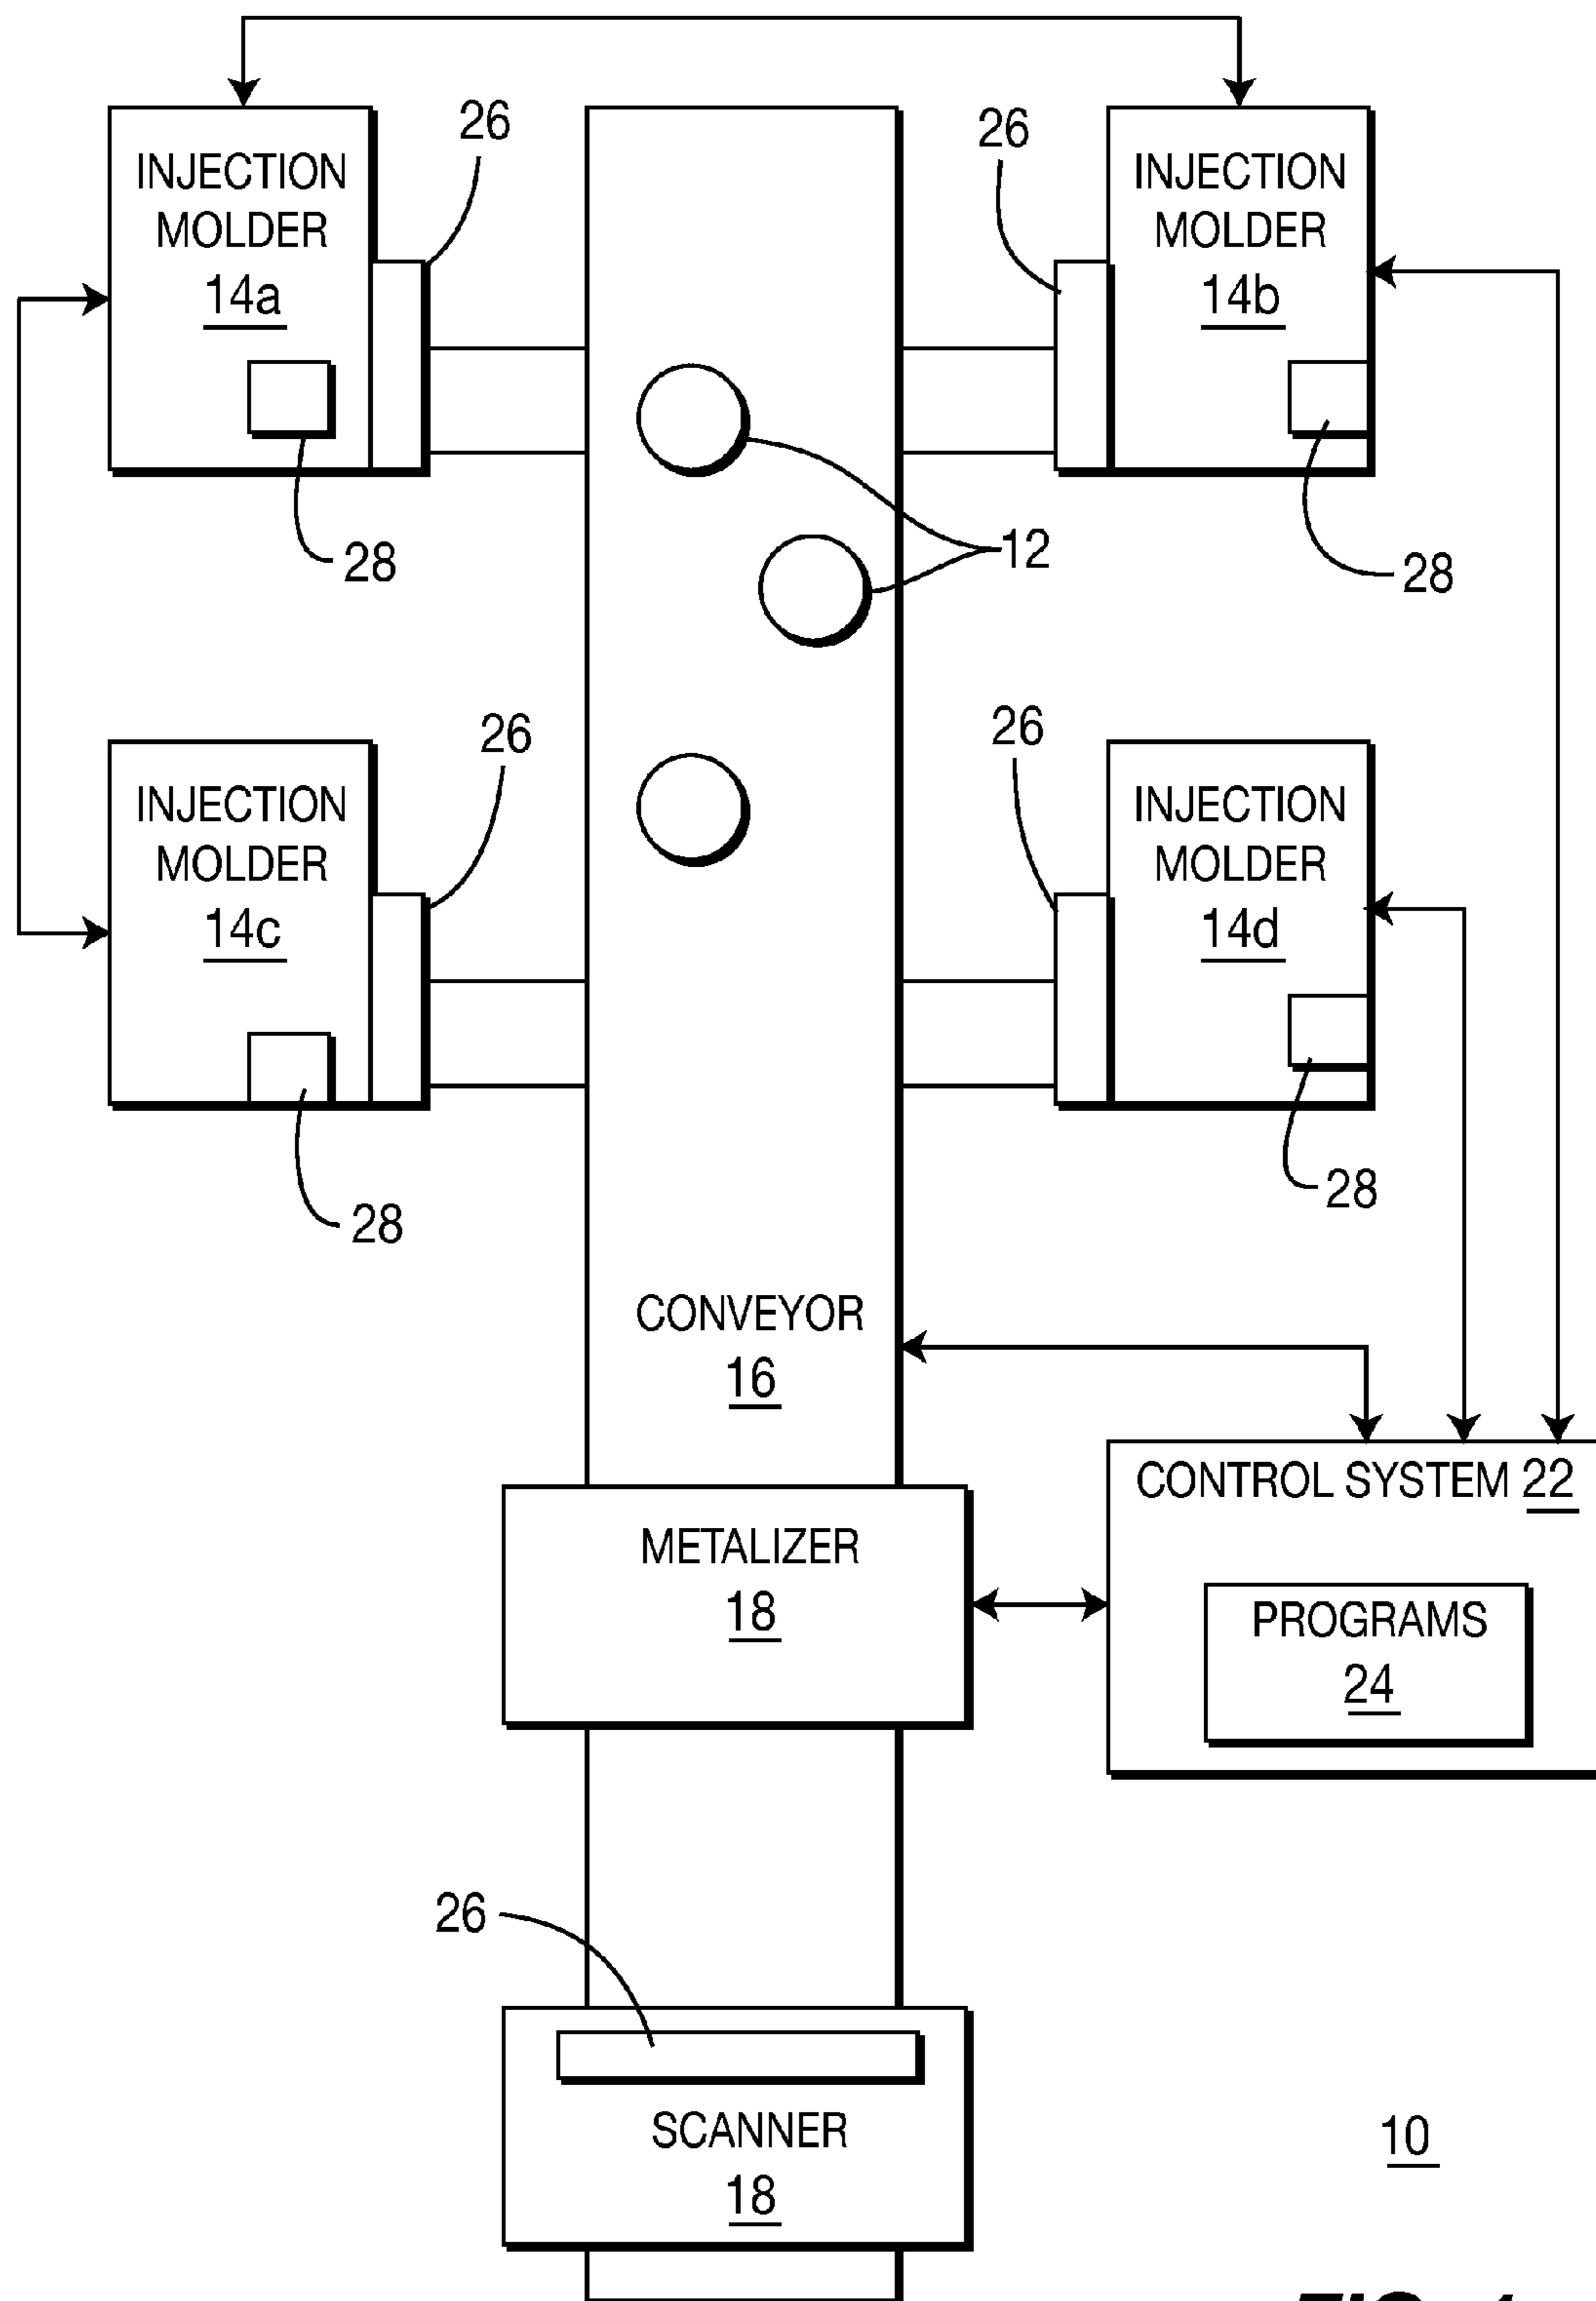 26
26
INJECTION
MOLDER
14a
INJECTION
MOLDER
14b
28
12
28
26
26
INJECTION
MOLDER
14c
INJECTION
MOLDER
14d
28
28
CONVEYOR
16
CONTROL SYSTEM 22
METALIZER
18
PROGRAMS
24
26
SCANNER
18
10